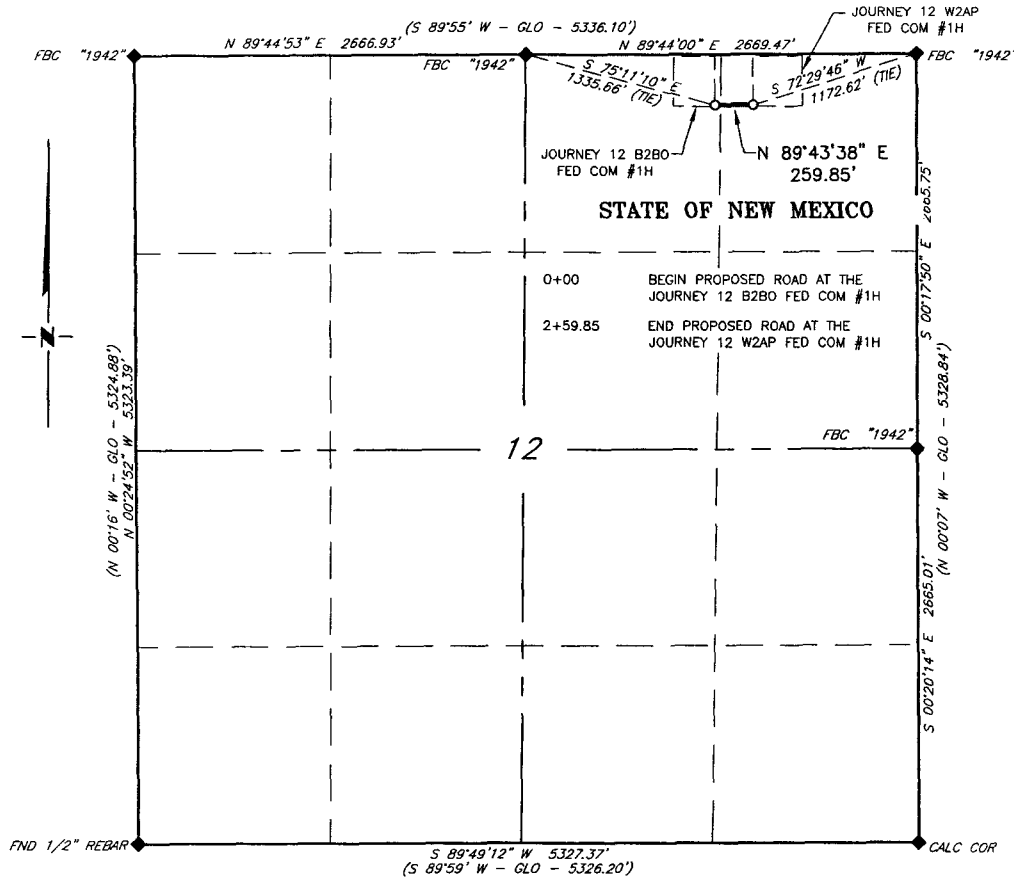 (S 89°55' W - GLO - 5336.10')
JOURNEY 12 W2AP
FED COM #1H
FBC "1942"
N 89°44'53" E 2666.93'
FBC "1942"
N 89°44'00" E 2669.47'
FBC "1942"
S 75°11'10" E
1335.66' (TIE)
S 72°29'46" W
1172.62' (TIE)
JOURNEY 12 B2BO
FED COM #1H
N 89°43'38" E
259.85'
STATE OF NEW MEXICO
S 00°17'50" E 2665.75'
0+00 BEGIN PROPOSED ROAD AT THE
JOURNEY 12 B2BO FED COM #1H
2+59.85 END PROPOSED ROAD AT THE
JOURNEY 12 W2AP FED COM #1H
N
(N 00°16' W - GLO - 5324.88')
N 00°24'52" W 5323.39'
(N 00°07' W - GLO - 5328.84')
FBC "1942"
12
S 00°20'14" E 2665.01'
FND 1/2" REBAR
S 89°49'12" W 5327.37'
(S 89°59' W - GLO - 5326.20')
CALC COR